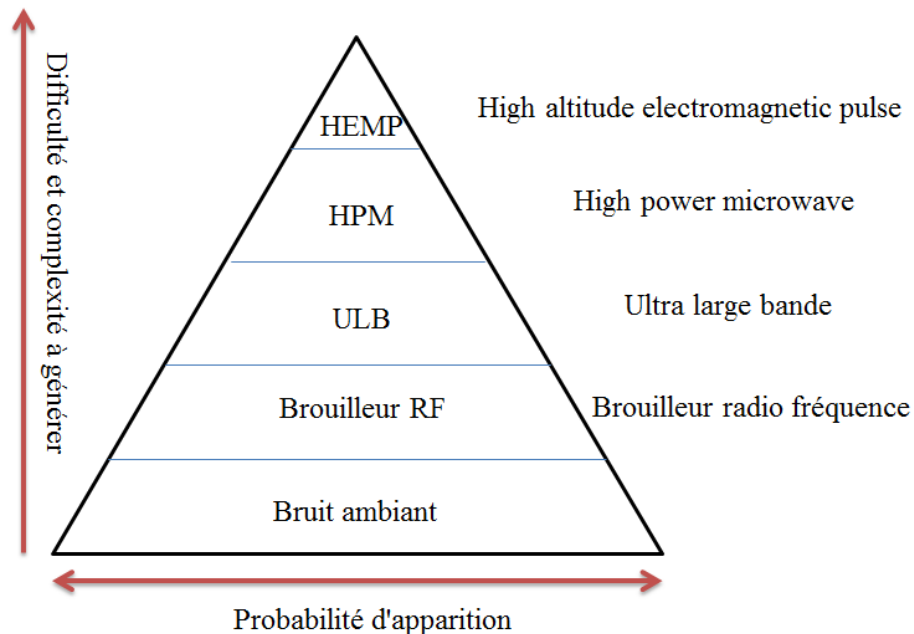 Difficulté et complexité à générer
HEMP
High altitude electromagnetic pulse
HPM
High power microwave
ULB
Ultra large bande
Brouilleur RF
Brouilleur radio fréquence
Bruit ambiant
Probabilité d'apparition